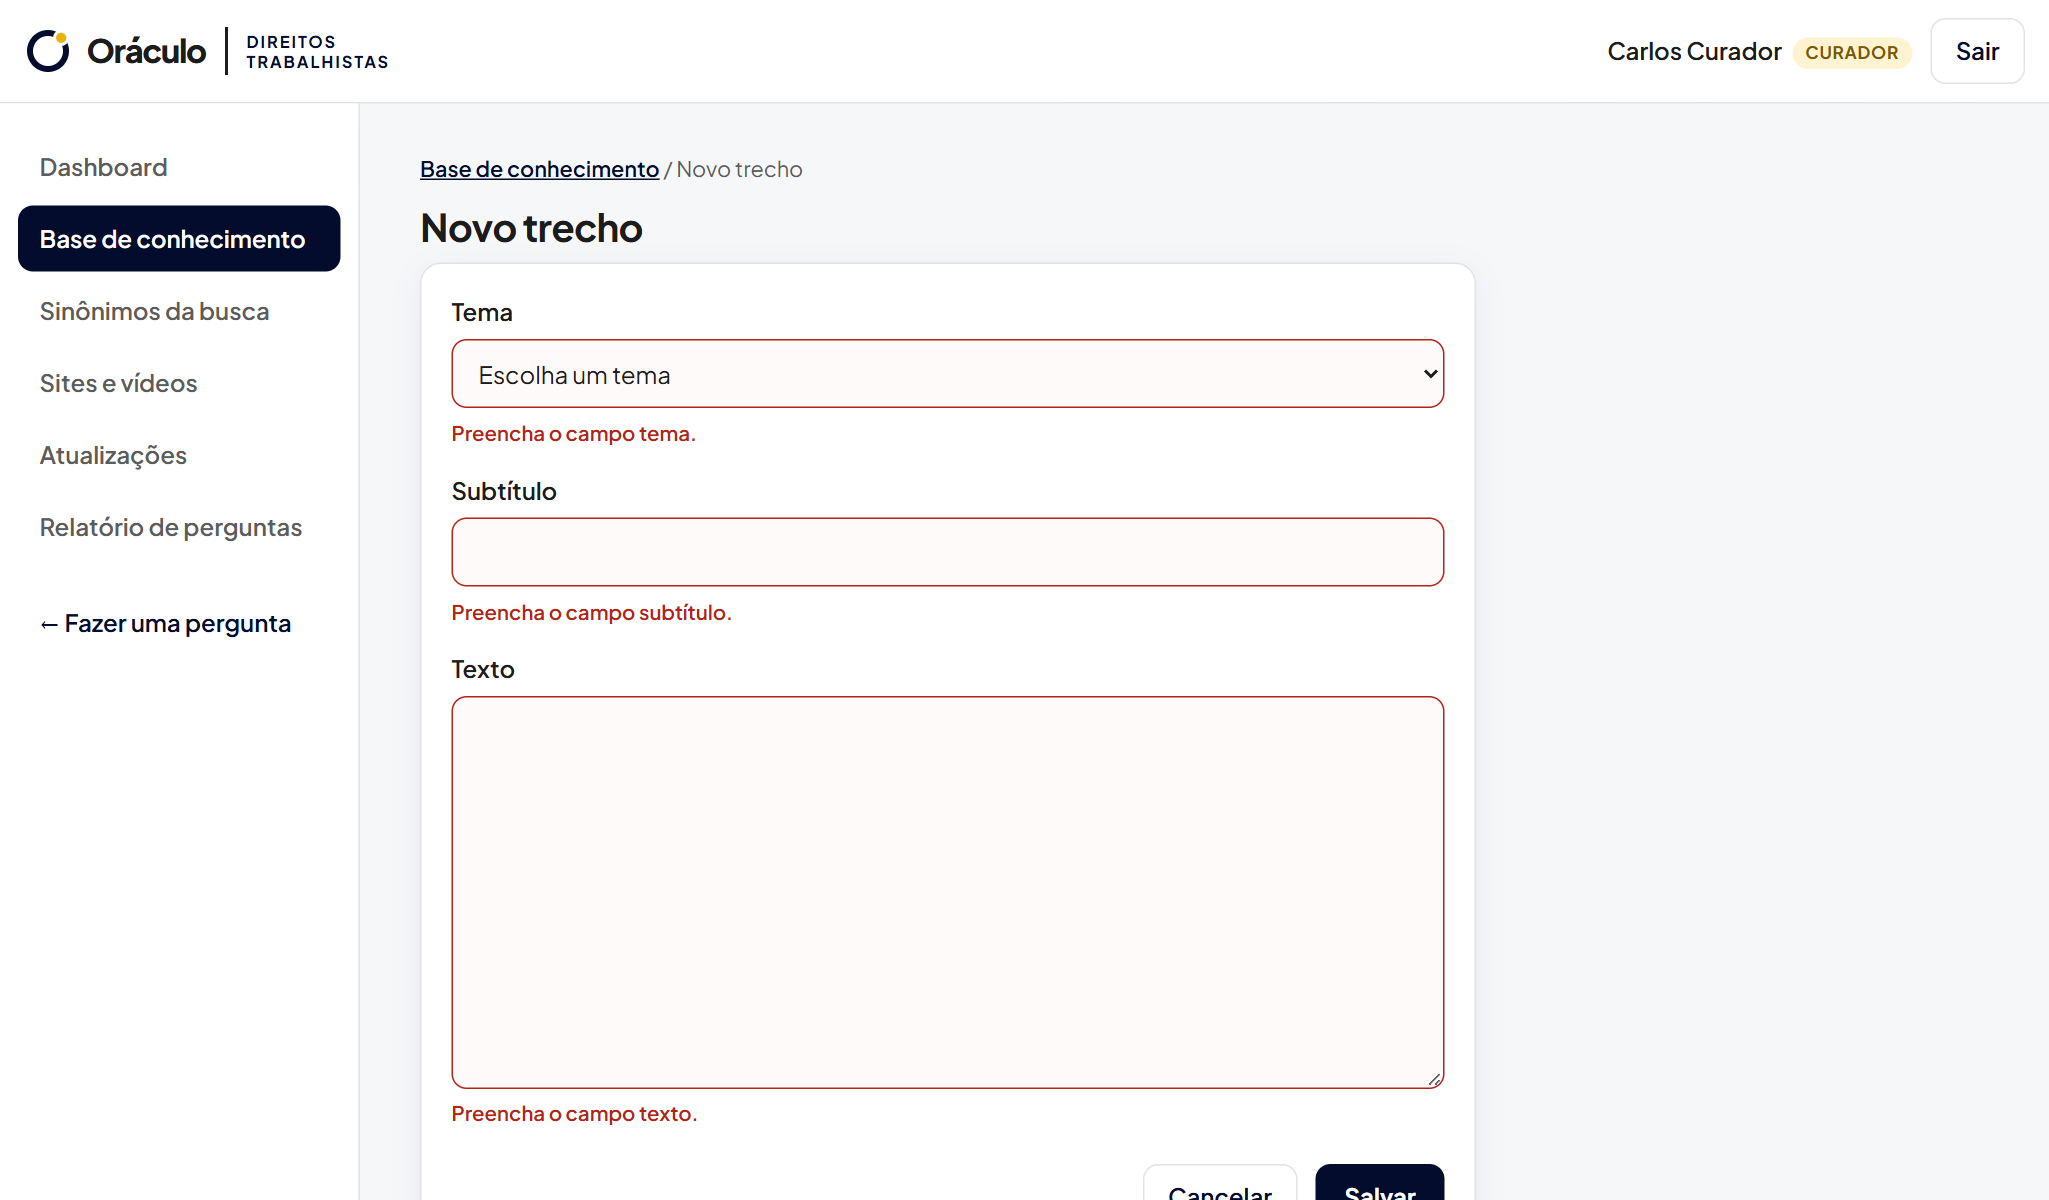 Oráculo
DIREITOS
TRABALHISTAS
Carlos Curador
CURADOR
Sair
Dashboard
Base de conhecimento
Sinônimos da busca
Sites e vídeos
Atualizações
Relatório de perguntas
← Fazer uma pergunta
Base de conhecimento / Novo trecho
Novo trecho
Tema
Escolha um tema
Preencha o campo tema.
Subtítulo
Preencha o campo subtítulo.
Texto
Preencha o campo texto.
Cancelar
Salvar